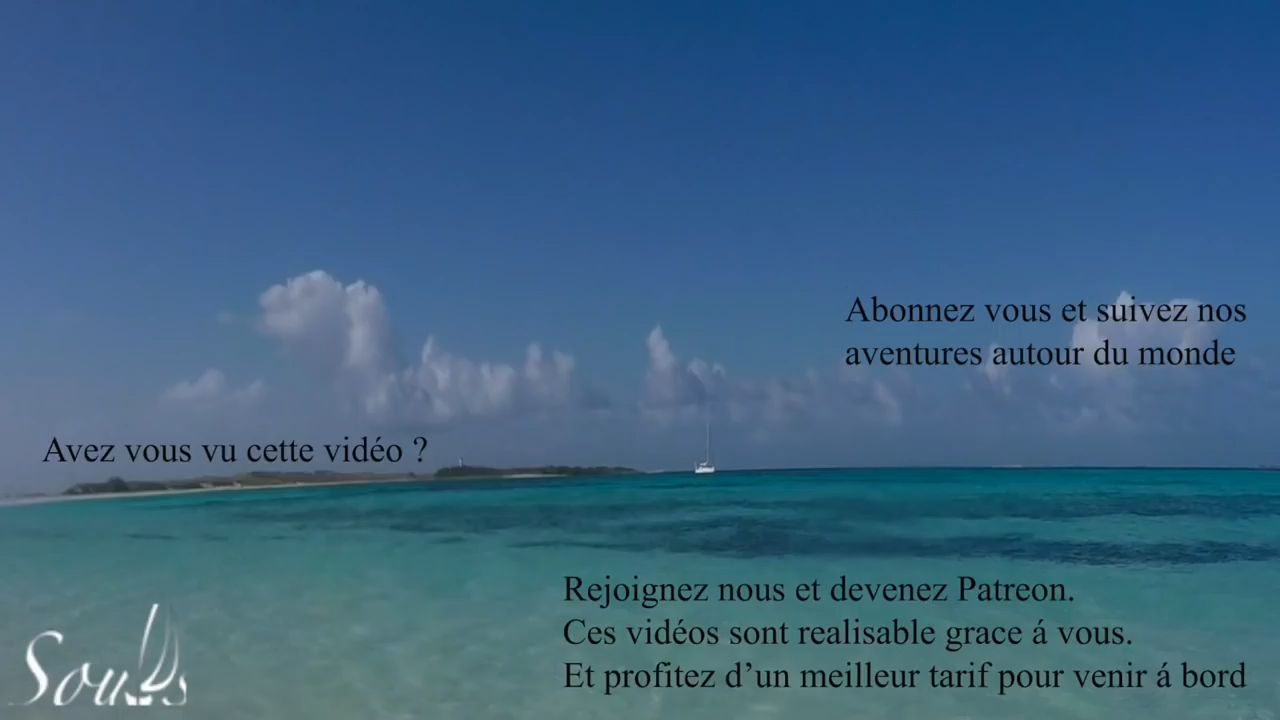 Abonnez vous et suivez nos
aventures autour du monde
Avez vous vu cette vidéo ?
Rejoignez nous et devenez Patreon.
Ces vidéos sont realisable grace á vous.
Et profitez d’un meilleur tarif pour venir á bord